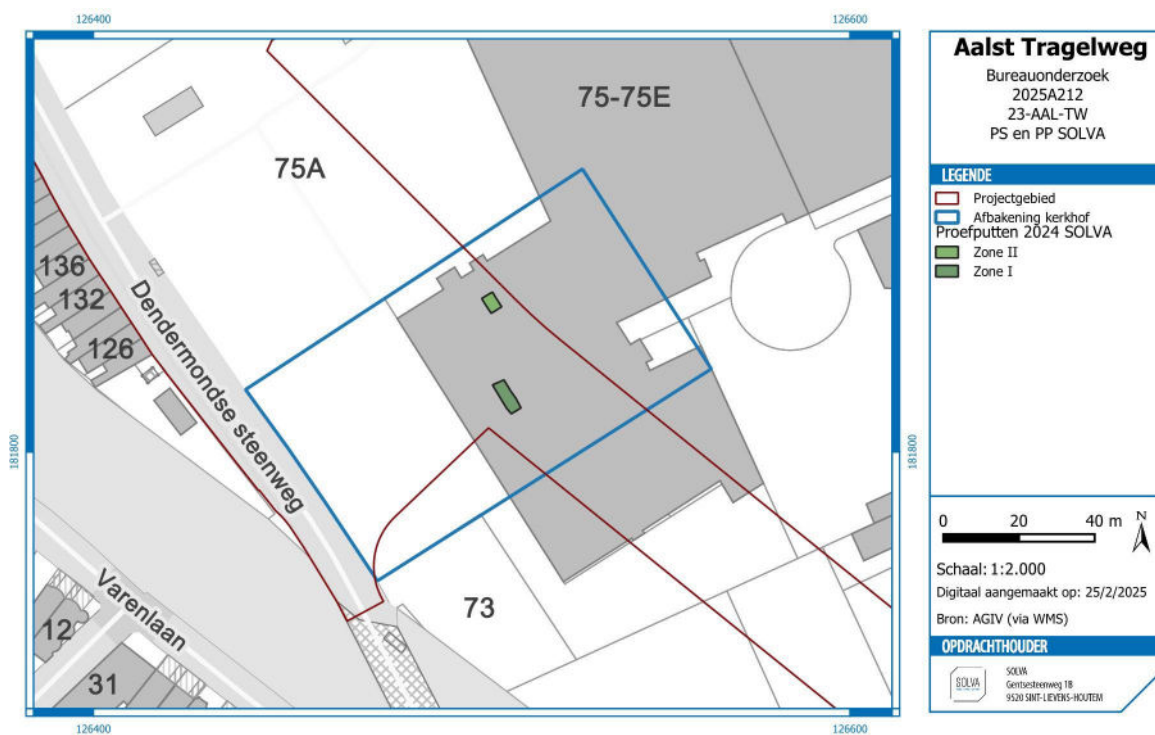 126400
126600
75-75E
75A
136
132
126
Dendermondse steenweg
181800
181800
Varenlaan
12
31
73
126400
126600
Aalst Tragelweg
Bureauonderzoek
2025A212
23-AAL-TW
PS en PP SOLVA
LEGENDE
Projectgebied
Afbakening kerkhof
Proefputten 2024 SOLVA
Zone II
Zone I
0 20 40 m
N
Schaal: 1:2.000
Digitaal aangemaakt op: 25/2/2025
Bron: AGIV (via WMS)
OPDRACHTHOUDER
SOLVA
SOLVA
Gentsesteenweg 1B
9520 SINT-LIEVENS-HOUTEM